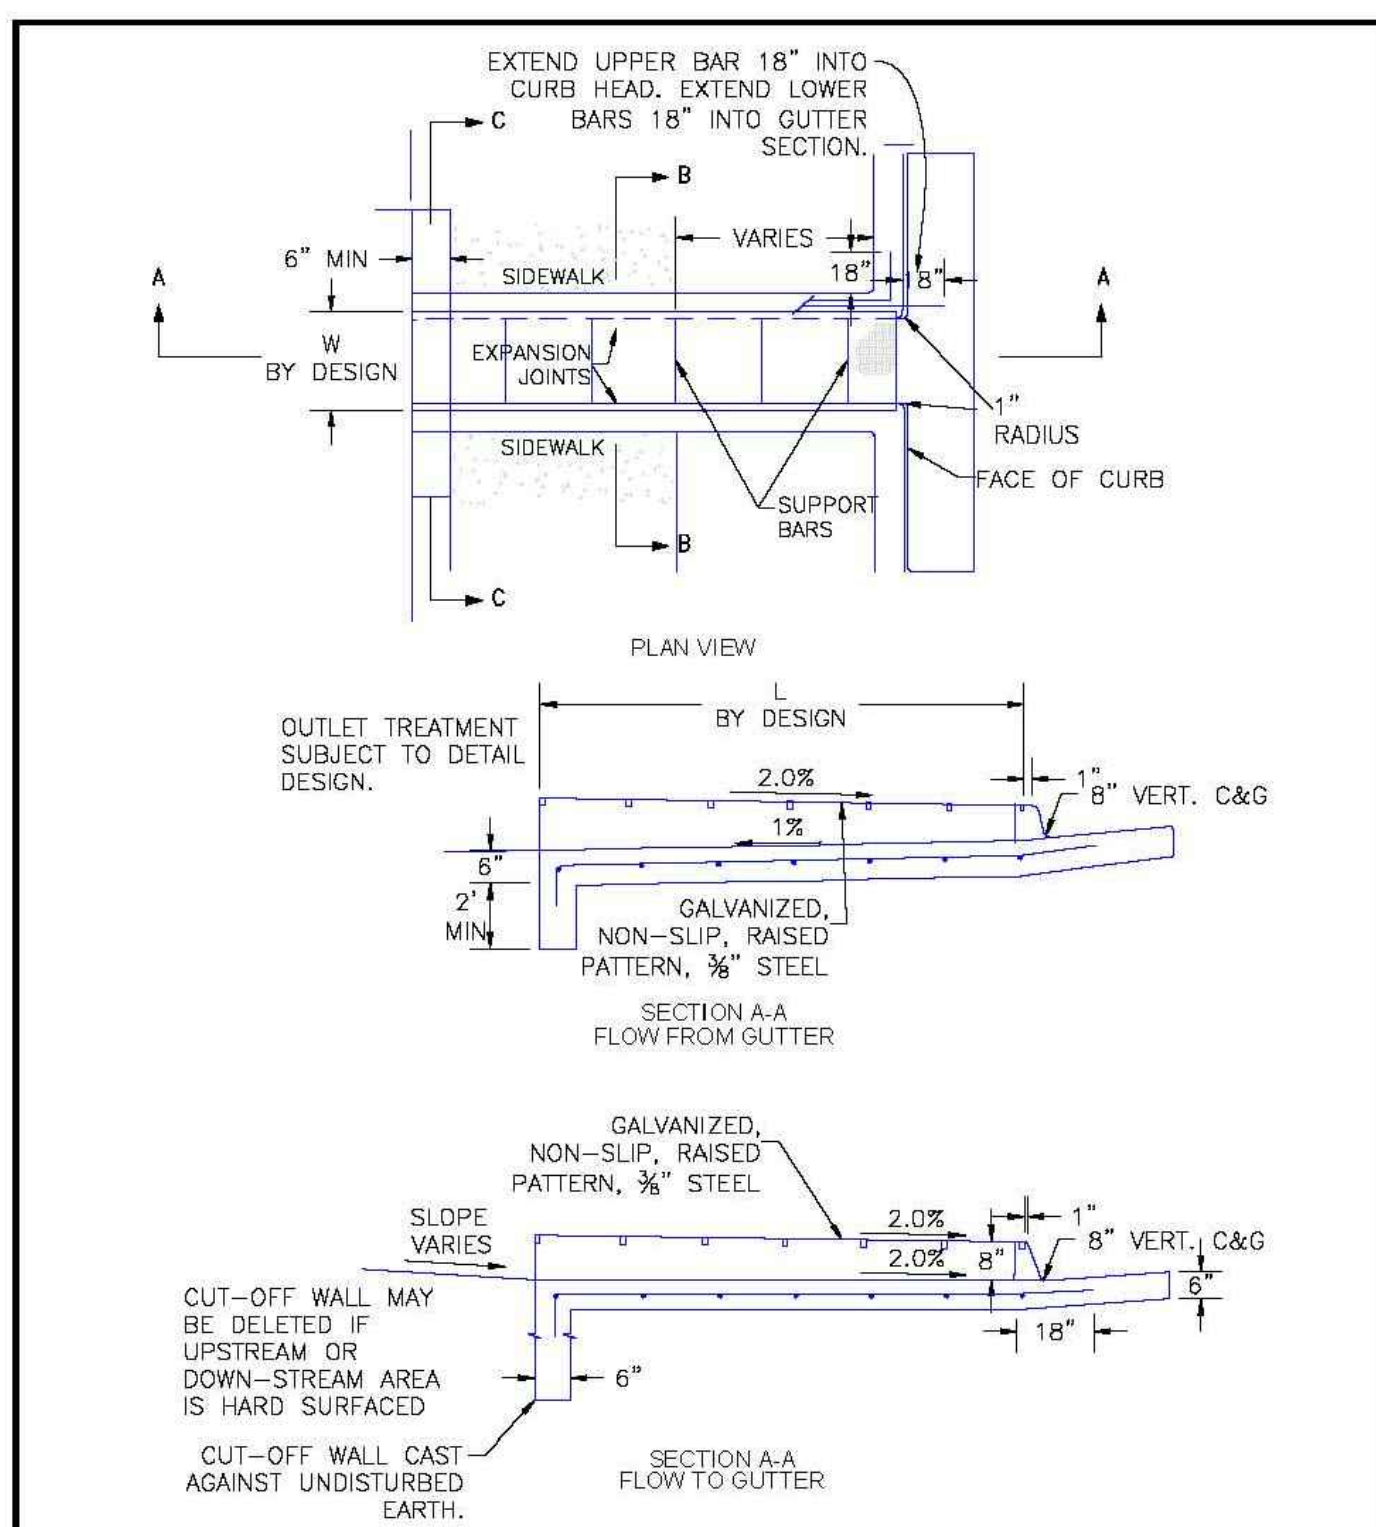 EXTEND UPPER BAR 18" INTO
CURB HEAD. EXTEND LOWER
BARS 18" INTO GUTTER
SECTION.
C
B
VARIES
6" MIN
SIDEWALK
18"
8"
A
A
W
BY DESIGN
EXPANSION
JOINTS
1"
RADIUS
SIDEWALK
FACE OF CURB
SUPPORT
BARS
B
C
PLAN VIEW
L
BY DESIGN
OUTLET TREATMENT
SUBJECT TO DETAIL
DESIGN.
2.0%
1"
8" VERT. C&G
1%
6"
2'
MIN
GALVANIZED,
NON-SLIP, RAISED
PATTERN, 3/8" STEEL
SECTION A-A
FLOW FROM GUTTER
GALVANIZED,
NON-SLIP, RAISED
PATTERN, 3/8" STEEL
SLOPE
VARIES
2.0%
1"
8" VERT. C&G
2.0%
8"
6"
CUT-OFF WALL MAY
BE DELETED IF
UPSTREAM OR
DOWN-STREAM AREA
IS HARD SURFACED
18"
6"
CUT-OFF WALL CAST
AGAINST UNDISTURBED
EARTH.
SECTION A-A
FLOW TO GUTTER